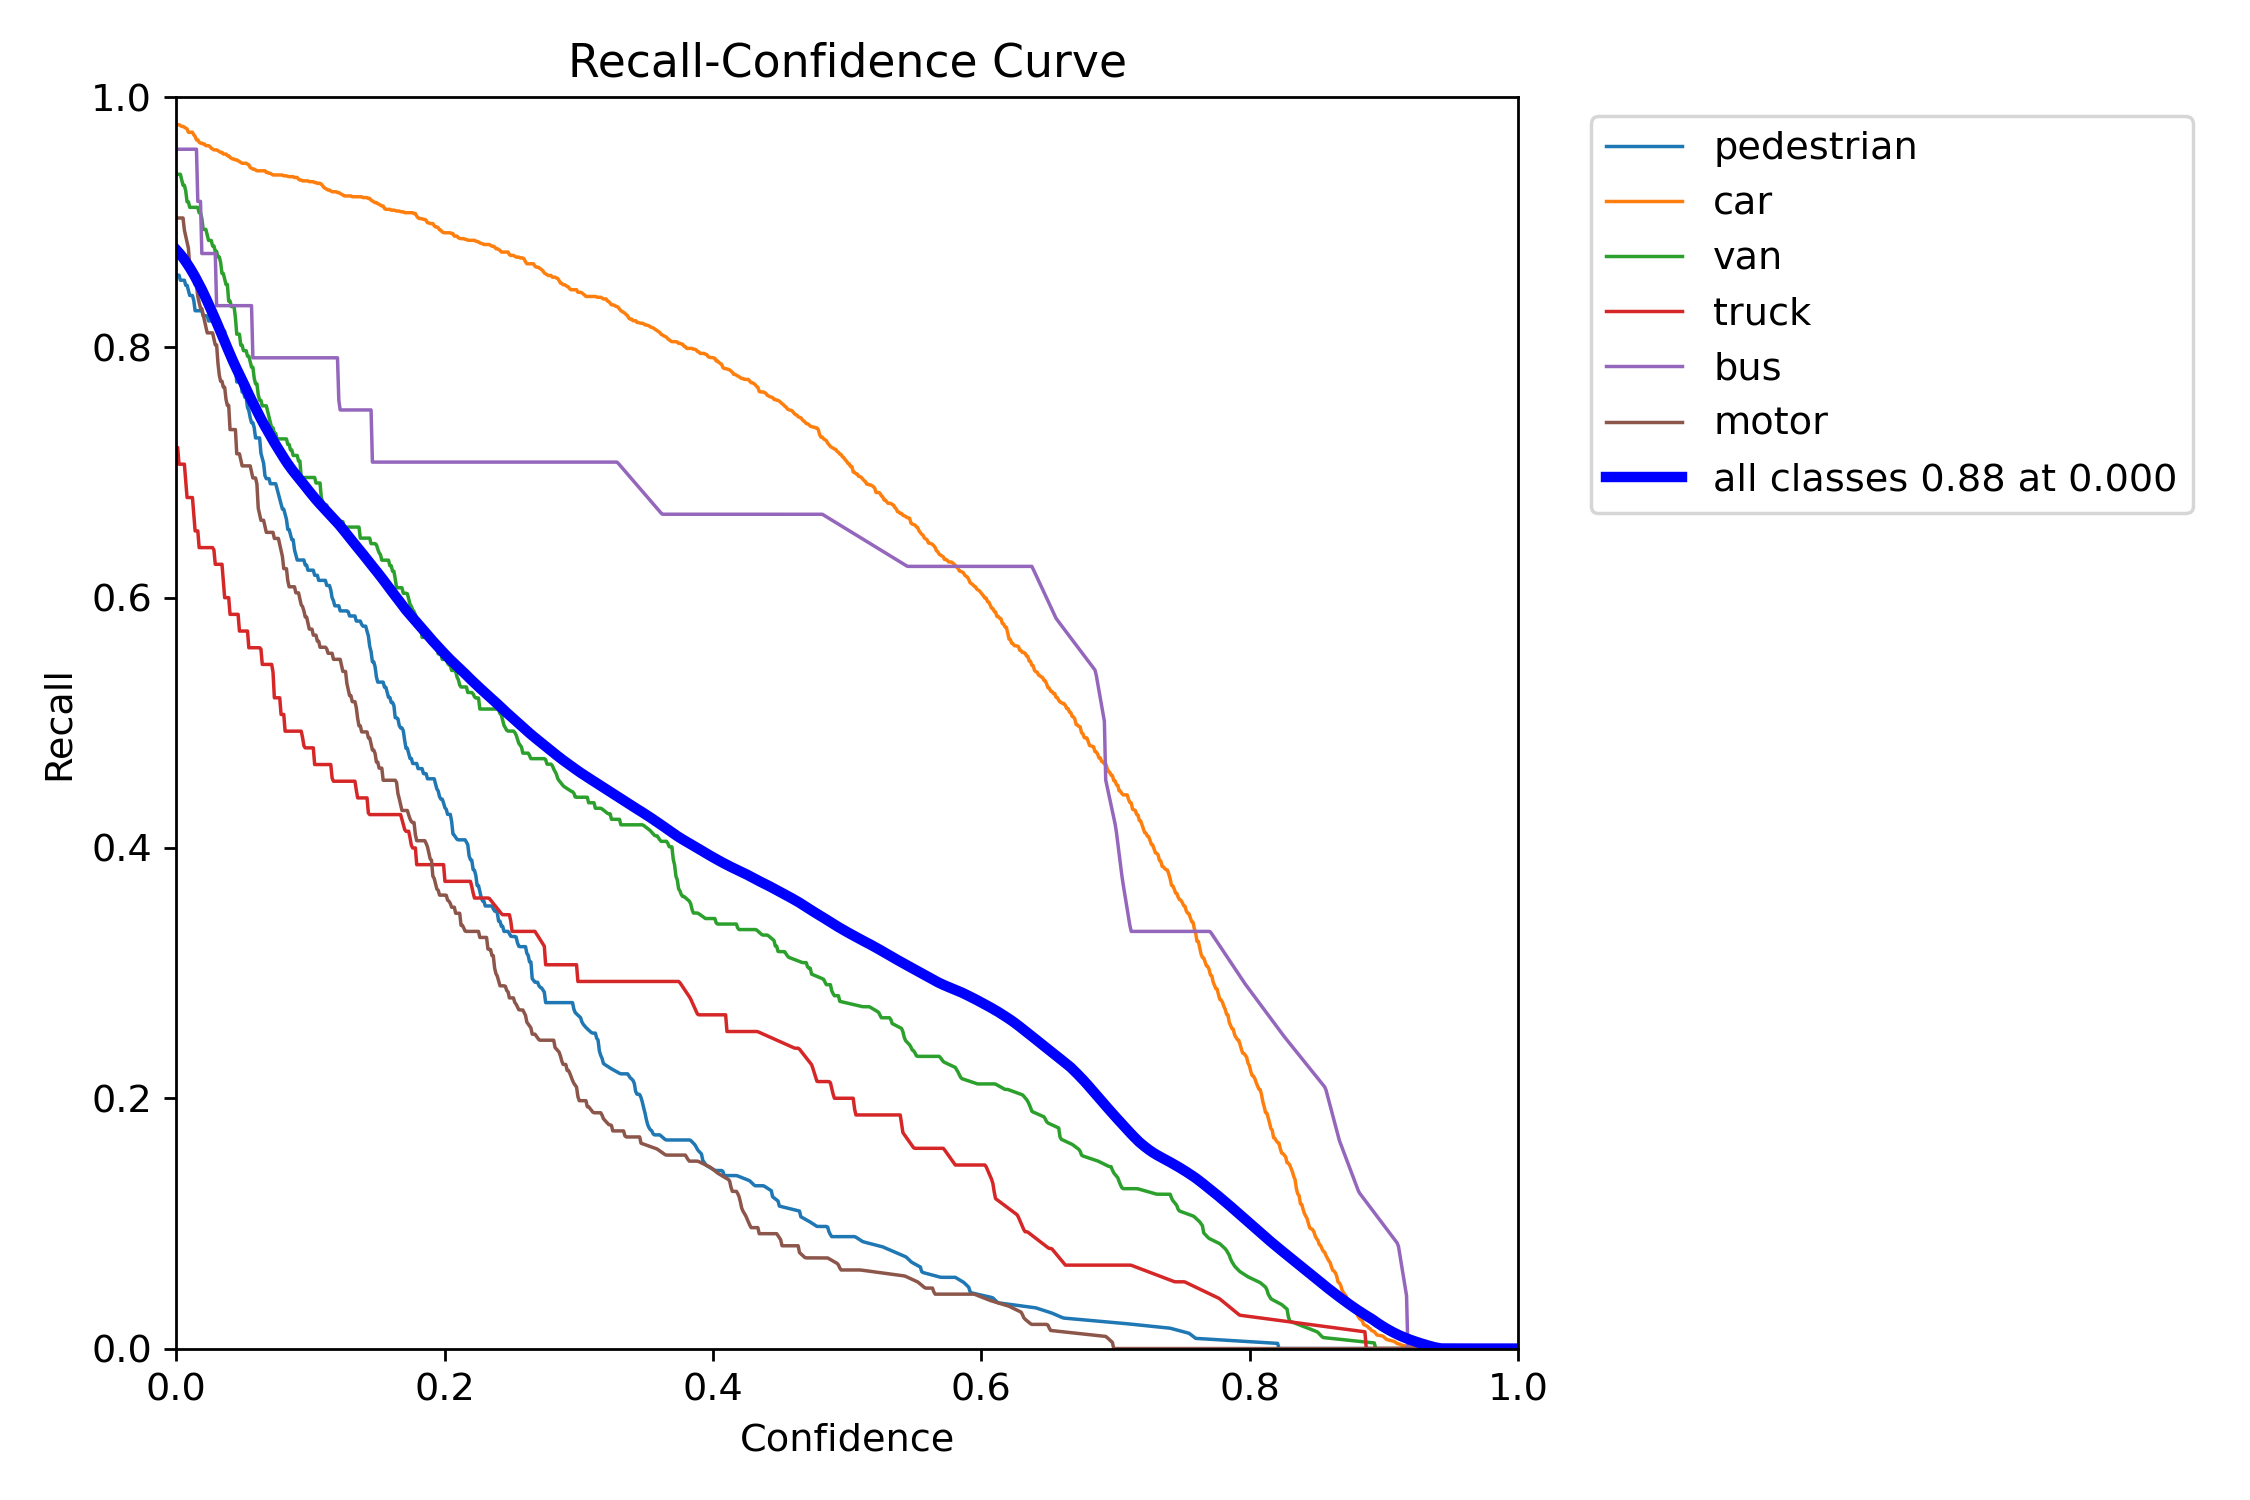 Recall-Confidence Curve
1.0
0.8
0.6
0.4
0.2
0.0
Recall
0.0 0.2 0.4 0.6 0.8 1.0
Confidence
pedestrian
car
van
truck
bus
motor
all classes 0.88 at 0.000